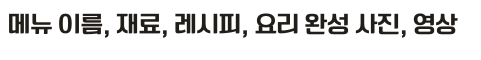 메뉴 이름, 재료, 레시피, 요리 완성 사진, 영상